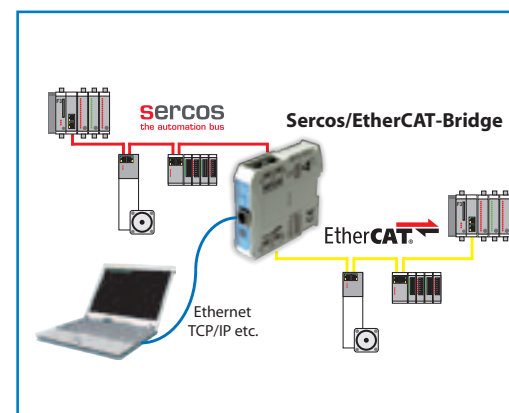 sercos
the automation bus
Sercos/EtherCAT-Bridge
EtherCAT®
Ethernet
TCP/IP etc.